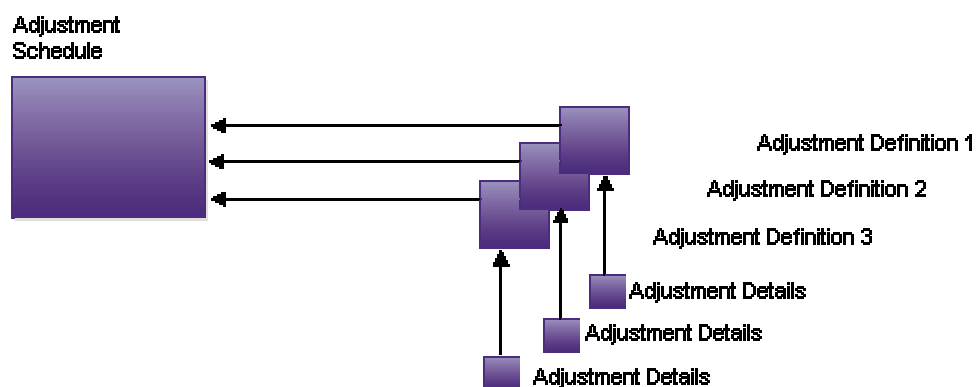 Adjustment
Schedule
Adjustment Definition 1
Adjustment Definition 2
Adjustment Definition 3
Adjustment Details
Adjustment Details
Adjustment Details